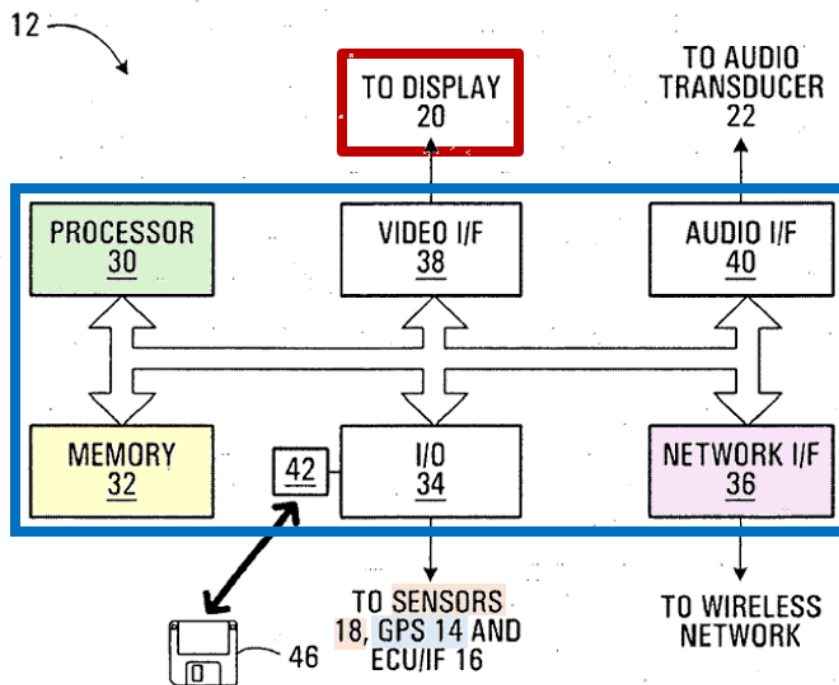 12
TO DISPLAY
20
TO AUDIO
TRANSDUCER
22
PROCESSOR
30
VIDEO I/F
38
AUDIO I/F
40
MEMORY
32
42
I/O
34
NETWORK I/F
36
TO SENSORS
18, GPS 14 AND
ECU/IF 16
TO WIRELESS
NETWORK
46